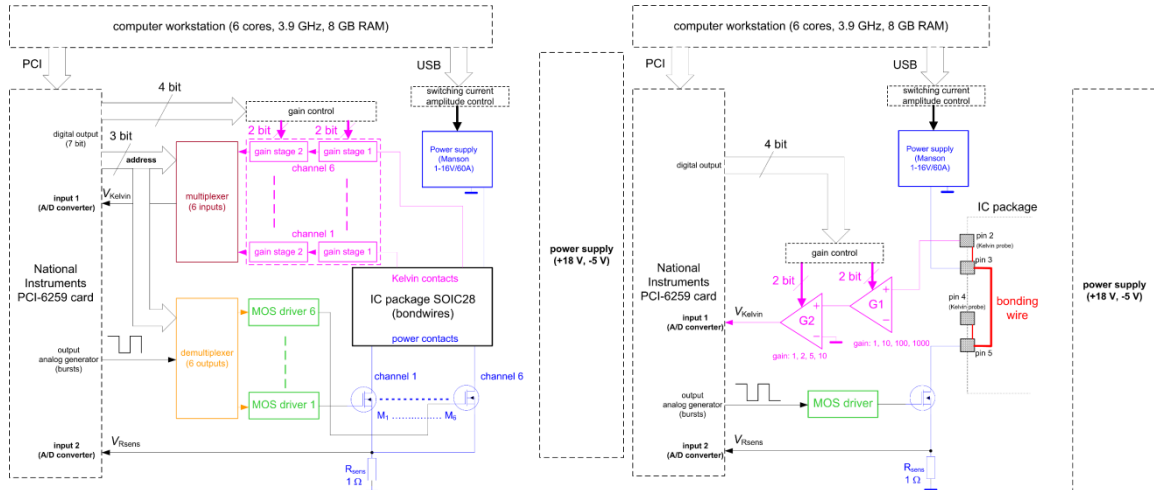 computer workstation (6 cores, 3.9 GHz, 8 GB RAM)
PCI
USB
4 bit
switching current
amplitude control
gain control
digital output
(7 bit)
3 bit
2 bit
2 bit
address
gain stage 2
gain stage 1
channel 6
Power supply
(Manson
1-16V/60A)
input 1
(A/D converter)
VKelvin
multiplexer
(6 inputs)
channel 1
gain stage 2
gain stage 1
National
Instruments
PCI-6259 card
Kelvin contacts
IC package SOIC28
(bondwires)
power contacts
MOS driver 6
output
analog generator
(bursts)
demultiplexer
(6 outputs)
channel 1
channel 6
MOS driver 1
M1 ............. M6
input 2
(A/D converter)
VRsens
Rsens
1 Ω
power supply
(+18 V, -5 V)
computer workstation (6 cores, 3.9 GHz, 8 GB RAM)
PCI
USB
switching current
amplitude control
4 bit
digital output
Power supply
(Manson
1-16V/60A)
IC package
pin 2
(Kelvin probe)
pin 3
gain control
2 bit
2 bit
National
Instruments
PCI-6259 card
pin 4
(Kelvin probe)
bonding
wire
G1
G2
VKelvin
input 1
(A/D converter)
gain: 1, 10, 100, 1000
gain: 1, 2, 5, 10
pin 5
output
analog generator
(bursts)
MOS driver
input 2
(A/D converter)
VRsens
Rsens
1 Ω
power supply
(+18 V, -5 V)